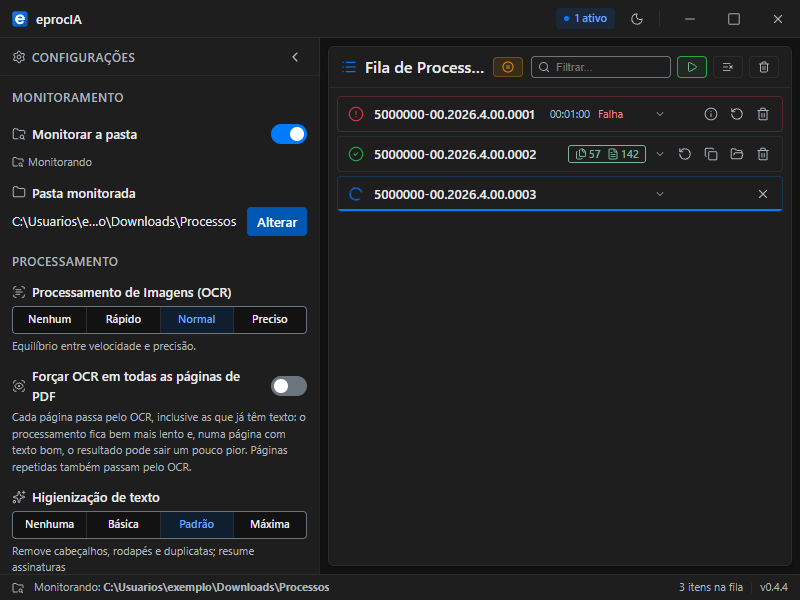 eprocIA
1 ativo
CONFIGURAÇÕES
MONITORAMENTO
Monitorar a pasta
Monitorando
Pasta monitorada
C:\Usuarios\e...o\Downloads\Processos
Alterar
PROCESSAMENTO
Processamento de Imagens (OCR)
Nenhum Rápido Normal Preciso
Equilíbrio entre velocidade e precisão.
Forçar OCR em todas as páginas de
PDF
Cada página passa pelo OCR, inclusive as que já têm texto: o
processamento fica bem mais lento e, numa página com
texto bom, o resultado pode sair um pouco pior. Páginas
repetidas também passam pelo OCR.
Higienização de texto
Nenhuma Básica Padrão Máxima
Remove cabeçalhos, rodapés e duplicatas; resume
assinaturas
Fila de Process...
Filtrar...
5000000-00.2026.4.00.0001 00:01:00 Falha
5000000-00.2026.4.00.0002 57 142
5000000-00.2026.4.00.0003
Monitorando: C:\Usuarios\exemplo\Downloads\Processos
3 itens na fila v0.4.4